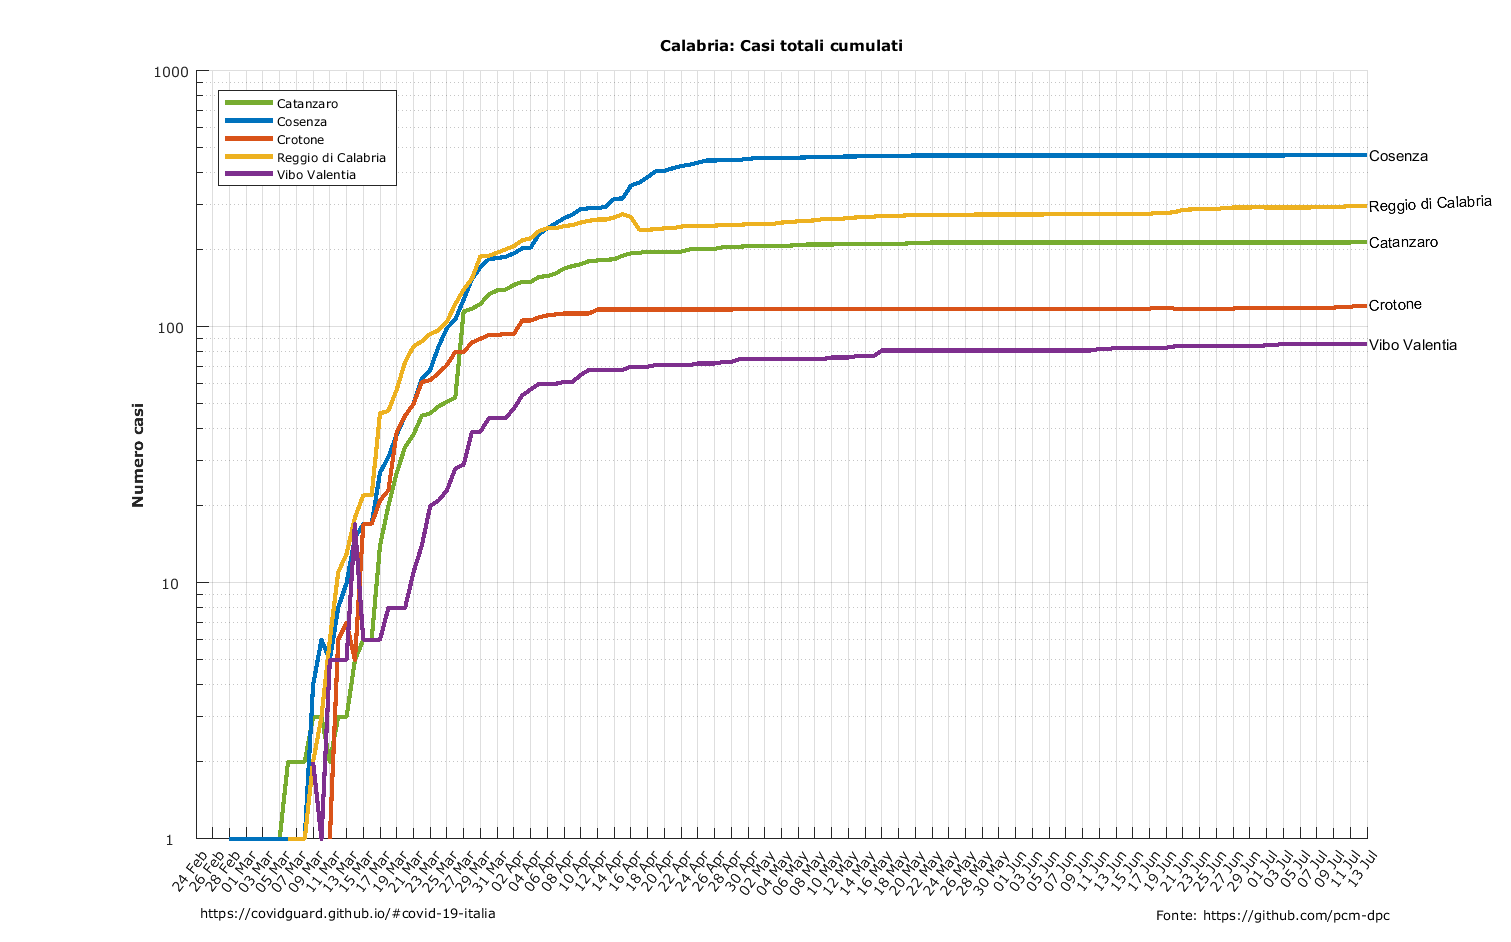 Calabria: Casi totali cumulati
1000
100
10
1
Numero casi
Catanzaro
Cosenza
Crotone
Reggio di Calabria
Vibo Valentia
Cosenza
Reggio di Calabria
Catanzaro
Crotone
Vibo Valentia
24 Feb
26 Feb
28 Feb
01 Mar
03 Mar
05 Mar
07 Mar
09 Mar
11 Mar
13 Mar
15 Mar
17 Mar
19 Mar
21 Mar
23 Mar
25 Mar
27 Mar
29 Mar
31 Mar
02 Apr
04 Apr
06 Apr
08 Apr
10 Apr
12 Apr
14 Apr
16 Apr
18 Apr
20 Apr
22 Apr
24 Apr
26 Apr
28 Apr
30 Apr
02 May
04 May
06 May
08 May
10 May
12 May
14 May
16 May
18 May
20 May
22 May
24 May
26 May
28 May
30 May
01 Jun
03 Jun
05 Jun
07 Jun
09 Jun
11 Jun
13 Jun
15 Jun
17 Jun
19 Jun
21 Jun
23 Jun
25 Jun
27 Jun
29 Jun
01 Jul
03 Jul
05 Jul
07 Jul
09 Jul
11 Jul
13 Jul
https://covidguard.github.io/#covid-19-italia
Fonte: https://github.com/pcm-dpc